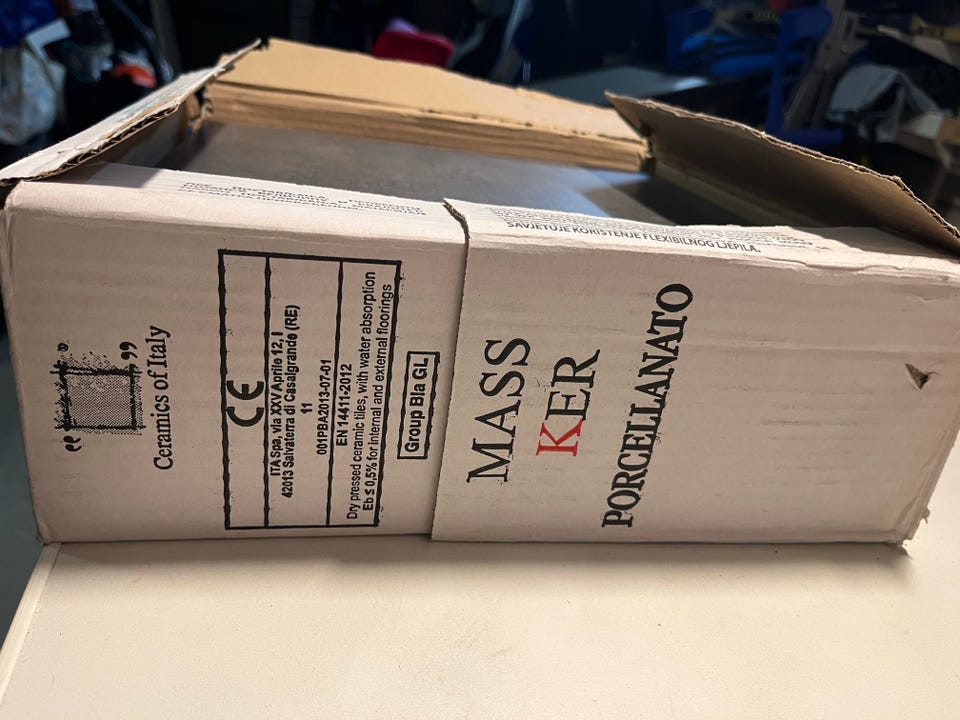 Ceramics of Italy
CE
ITA Spa, via XXV Aprile 12, I
42013 Salvaterra di Casalgrande (RE)
11
001PBA2013-07-01
EN 14411-2012
Dry pressed ceramic tiles, with water absorption
Eb ≤ 0,5% for internal and external floorings
Group BIa GL
MASS
KER
PORCELLANATO
SAVJETUJE KORIŠTENJE FLEXIBILNOG LJEPILA.